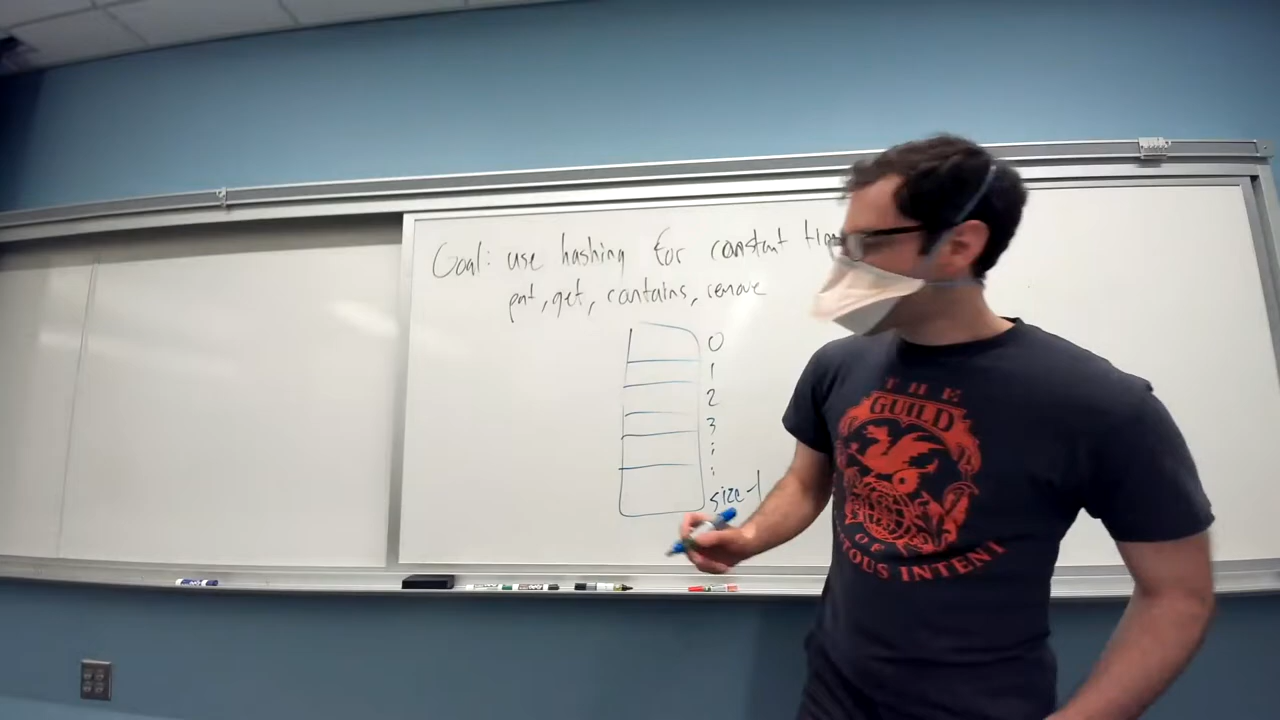 Goal: use hashing for constant
put, get, contains, remove
0
1
2
3
:
:
size-1
THE
GUILD
OF
INTENT